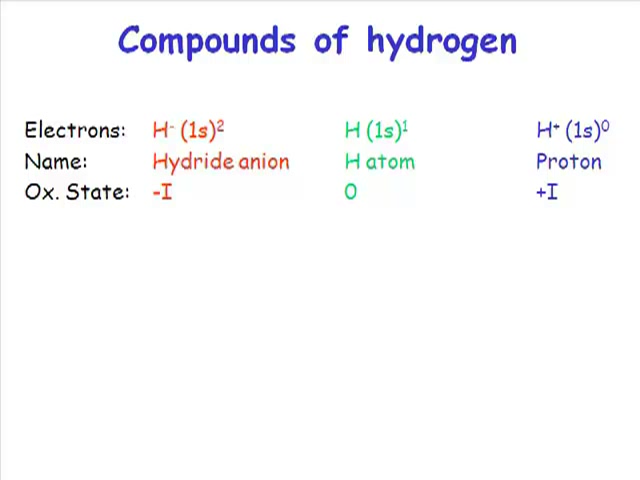 Compounds of hydrogen
Electrons: H⁻ (1s)² H (1s)¹ H⁺ (1s)⁰
Name: Hydride anion H atom Proton
Ox. State: -I 0 +I